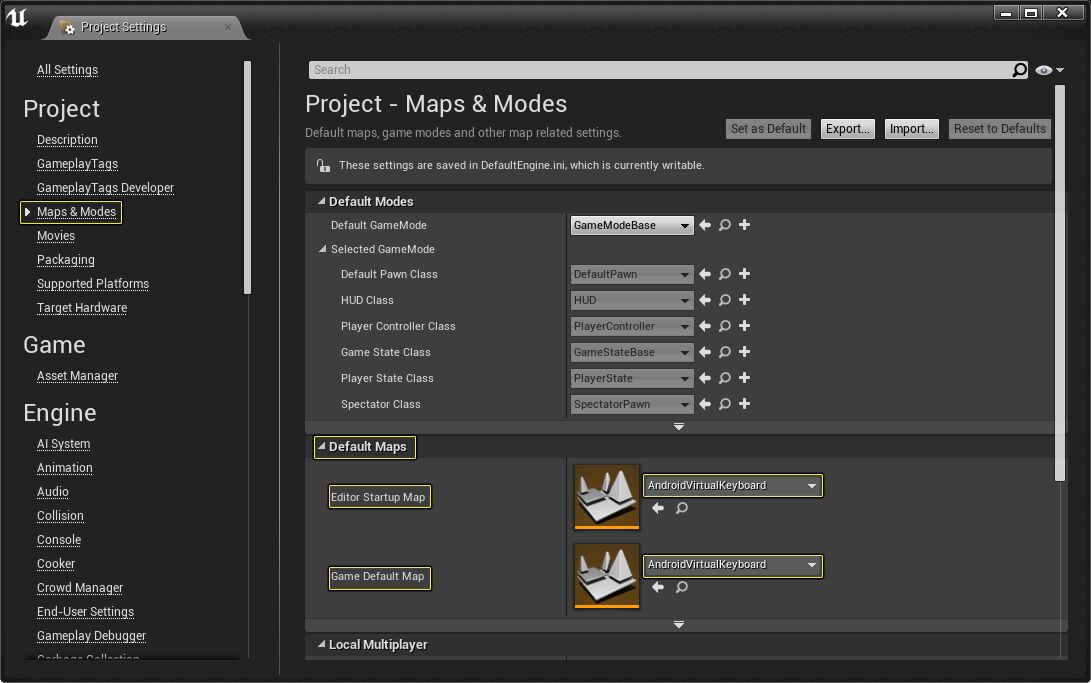 Project Settings
All Settings
Project
Description
GameplayTags
GameplayTags Developer
Maps & Modes
Movies
Packaging
Supported Platforms
Target Hardware
Game
Asset Manager
Engine
AI System
Animation
Audio
Collision
Console
Cooker
Crowd Manager
End-User Settings
Gameplay Debugger
Garbage Collection
Search
Project - Maps & Modes
Default maps, game modes and other map related settings.
Set as Default
Export...
Import...
Reset to Defaults
These settings are saved in DefaultEngine.ini, which is currently writable.
Default Modes
Default GameMode
GameModeBase
Selected GameMode
Default Pawn Class
DefaultPawn
HUD Class
HUD
Player Controller Class
PlayerController
Game State Class
GameStateBase
Player State Class
PlayerState
Spectator Class
SpectatorPawn
Default Maps
Editor Startup Map
AndroidVirtualKeyboard
Game Default Map
AndroidVirtualKeyboard
Local Multiplayer